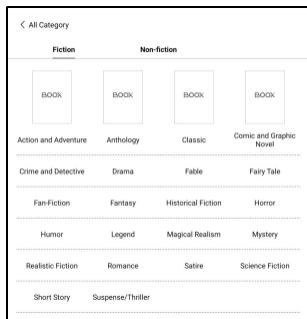 < All Category
Fiction Non-fiction
BOOX BOOX BOOX BOOX
Action and Adventure Anthology Classic Comic and Graphic
Novel
Crime and Detective Drama Fable Fairy Tale
Fan-Fiction Fantasy Historical Fiction Horror
Humor Legend Magical Realism Mystery
Realistic Fiction Romance Satire Science Fiction
Short Story Suspense/Thriller